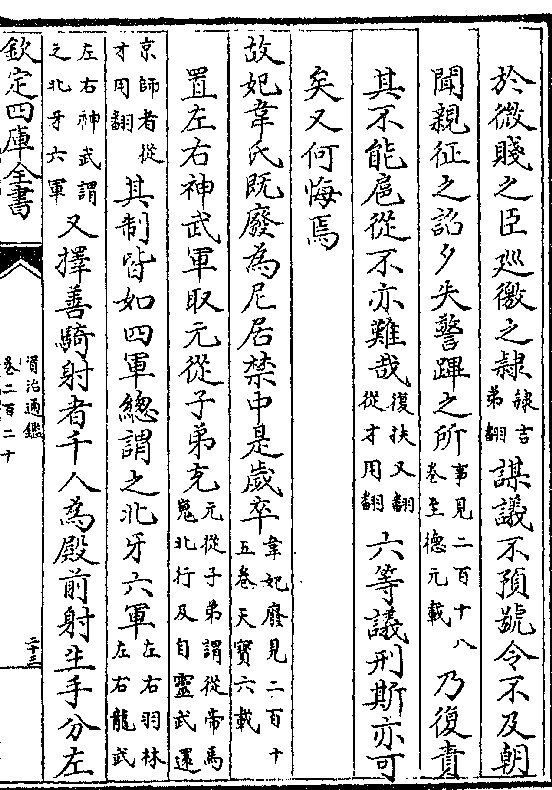 於微賤之臣巡徼之隷隷吉弟翻謀議不預號令不及朝
聞親征之詔夕失警蹕之所事見二百十八卷至德元載乃復責
其不能扈從不亦難哉復扶又翻從才用翻六等議刑斯亦可
矣又何悔焉
故妃韋氏既廢為尼居禁中是歲卒韋妃廢見二百十五卷天寶六載
置左右神武軍取元從子弟充元從子弟謂從帝馬嵬北行及自靈武還
京師者從才用翻其制皆如四軍總謂之北牙六軍左右羽林左右龍武
左右神武謂之北牙六軍又擇善騎射者千人為殿前射生手分左
欽定四庫全書
資治通鑑
卷二百二十
二十三